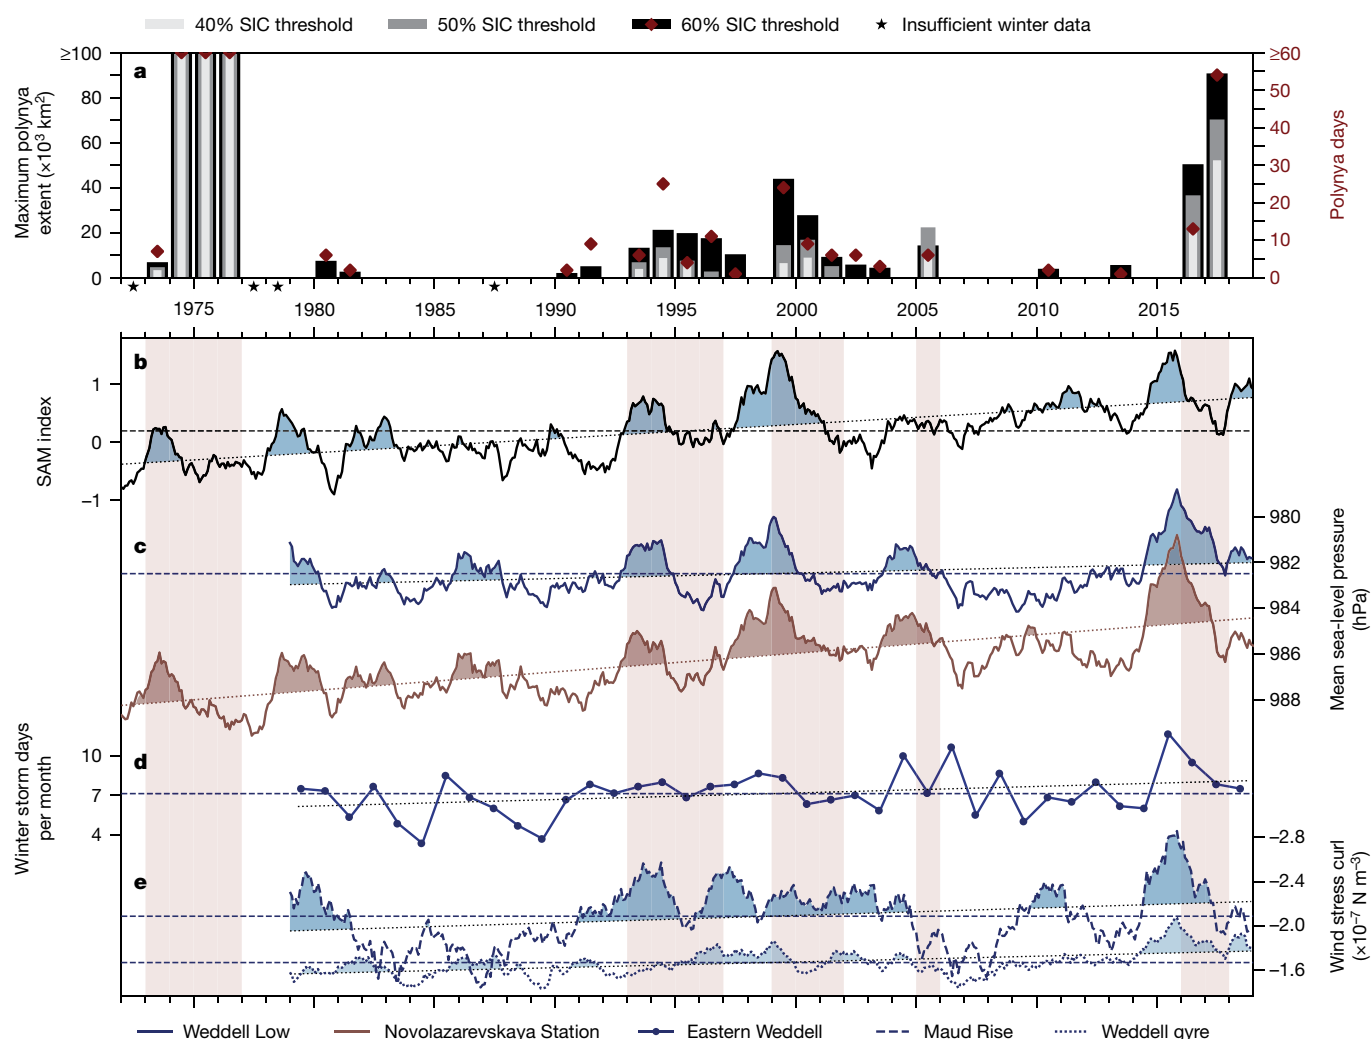 40% SIC threshold 50% SIC threshold 60% SIC threshold ★ Insufficient winter data
a
Maximum polynya
extent (×10³ km²)
≥100
80
60
40
20
0
≥60
50
40
30
20
10
0
Polynya days
★ ★ ★ ★
1975 1980 1985 1990 1995 2000 2005 2010 2015
b
SAM index
1
0
−1
c
980
982
984
986
988
Mean sea-level pressure
(hPa)
d
Winter storm days
per month
10
7
4
e
−2.8
−2.4
−2.0
−1.6
Wind stress curl
(×10⁻⁷ N m⁻³)
Weddell Low Novolazarevskaya Station Eastern Weddell Maud Rise Weddell gyre